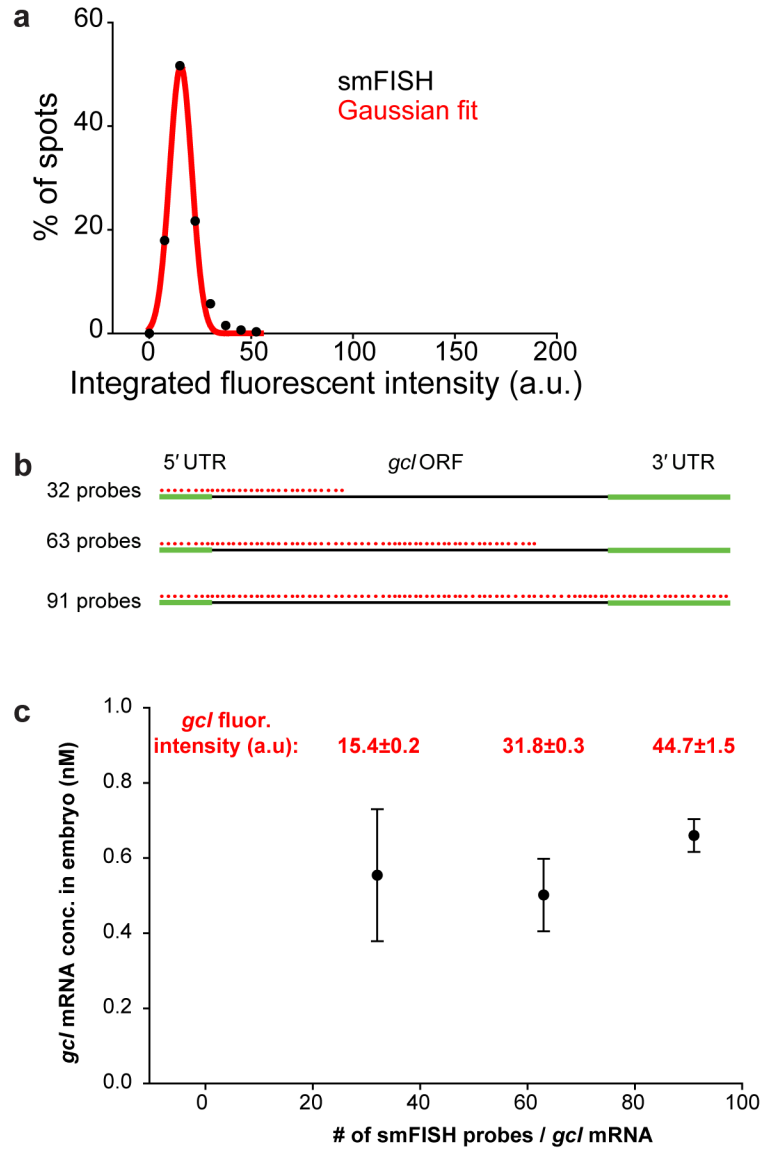 a
60
40
20
0
% of spots
smFISH
Gaussian fit
0 50 100 150 200
Integrated fluorescent intensity (a.u.)
b
5′ UTR gcl ORF 3′ UTR
32 probes
63 probes
91 probes
c
1.0
0.8
0.6
0.4
0.2
0.0
gcl mRNA conc. in embryo (nM)
gcl fluor.
intensity (a.u): 15.4±0.2 31.8±0.3 44.7±1.5
0 20 40 60 80 100
# of smFISH probes / gcl mRNA